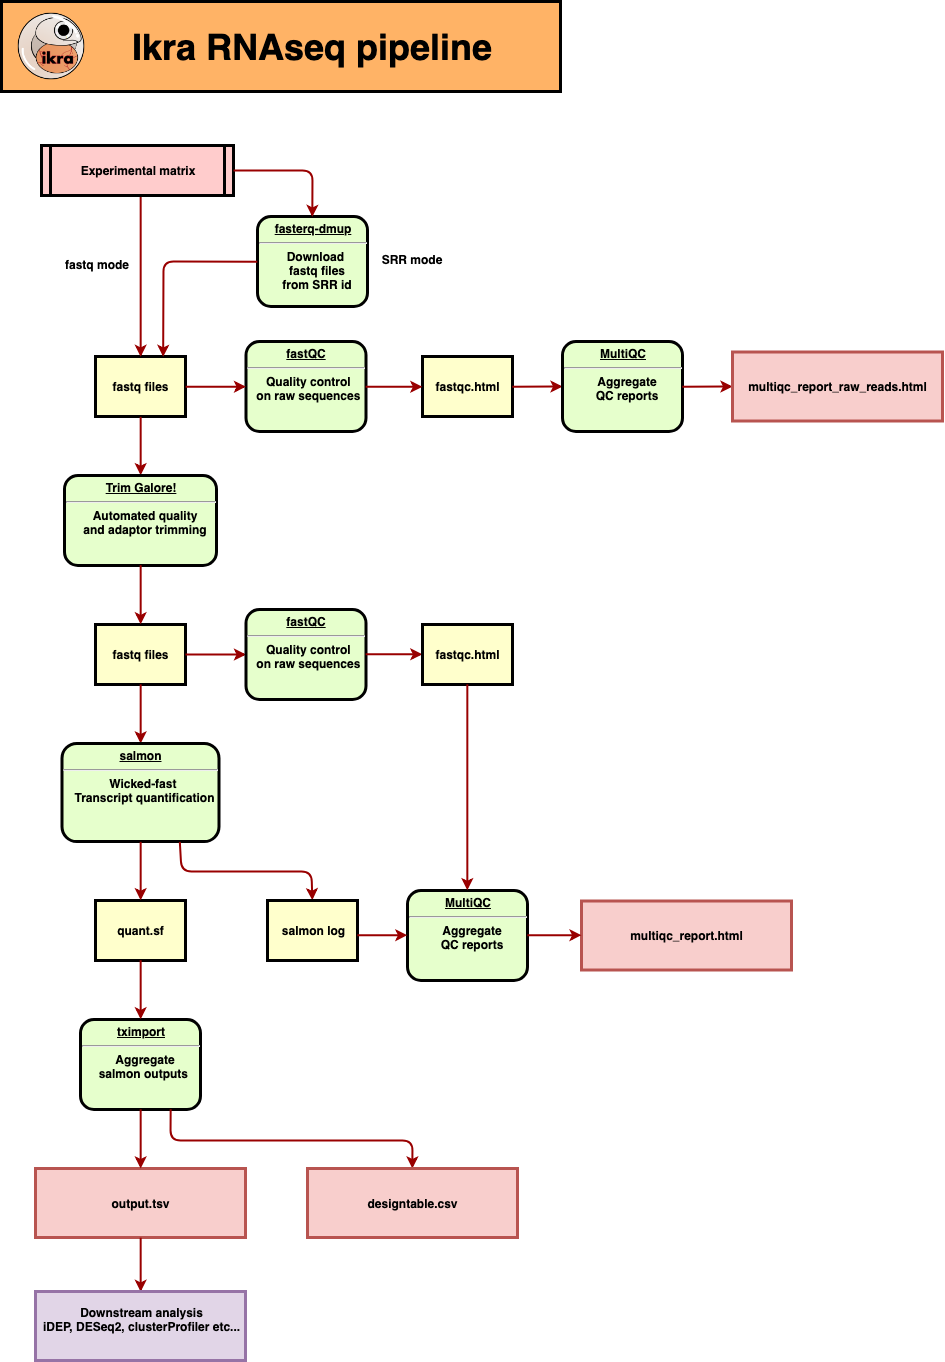 ikra
Ikra RNAseq pipeline
Experimental matrix
fasterq-dmup
Download
fastq files
from SRR id
SRR mode
fastq mode
fastq files
fastQC
Quality control
on raw sequences
fastqc.html
MultiQC
Aggregate
QC reports
multiqc_report_raw_reads.html
Trim Galore!
Automated quality
and adaptor trimming
fastq files
fastQC
Quality control
on raw sequences
fastqc.html
salmon
Wicked-fast
Transcript quantification
quant.sf
salmon log
MultiQC
Aggregate
QC reports
multiqc_report.html
tximport
Aggregate
salmon outputs
output.tsv
designtable.csv
Downstream analysis
iDEP, DESeq2, clusterProfiler etc...